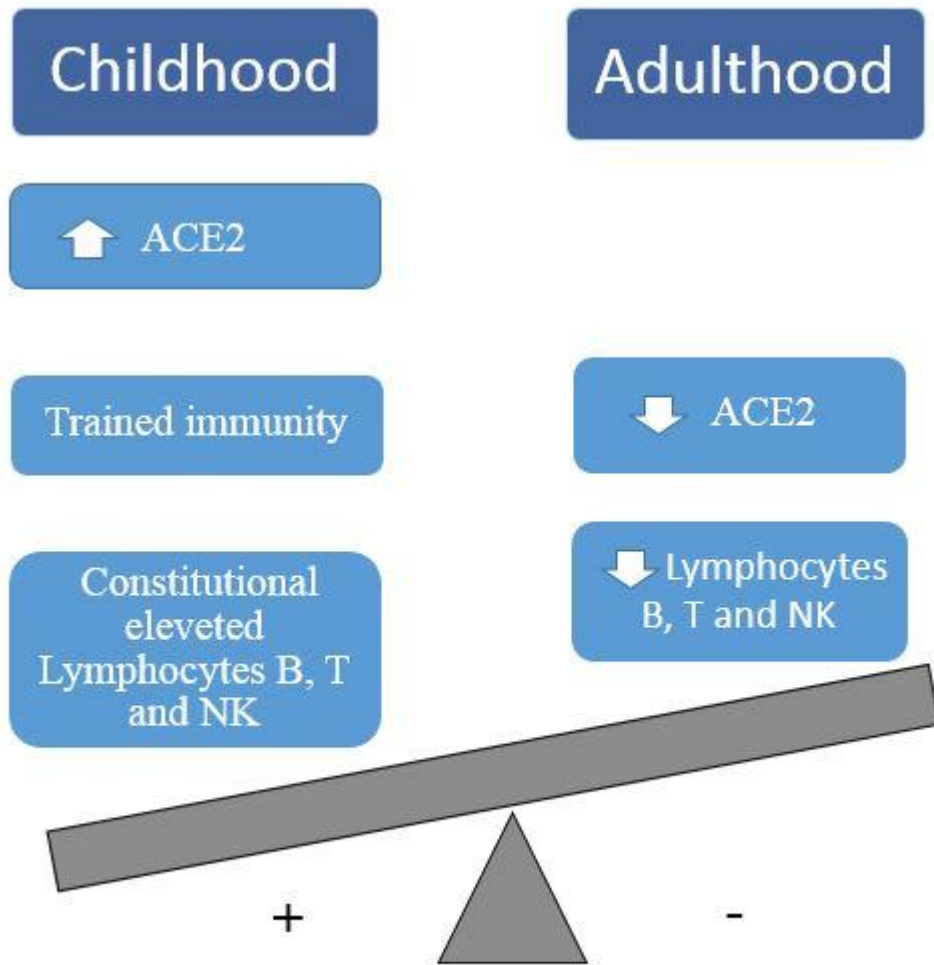 Childhood
Adulthood
ACE2
Trained immunity
ACE2
Constitutional
eleveted
Lymphocytes B, T
and NK
Lymphocytes
B, T and NK
+
-